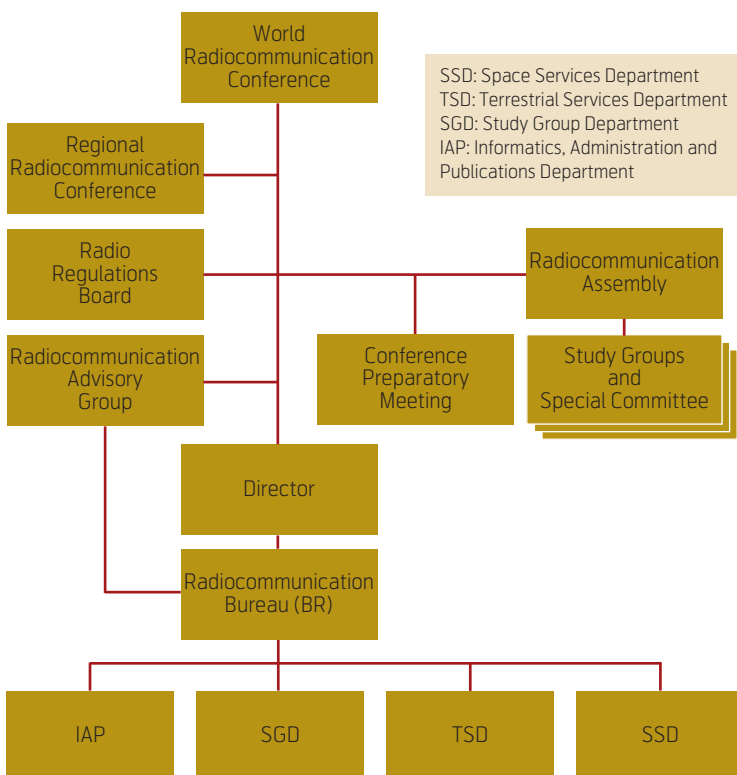 World
Radiocommunication
Conference
SSD: Space Services Department
TSD: Terrestrial Services Department
SGD: Study Group Department
IAP: Informatics, Administration and
Publications Department
Regional
Radiocommunication
Conference
Radio
Regulations
Board
Radiocommunication
Assembly
Radiocommunication
Advisory
Group
Conference
Preparatory
Meeting
Study Groups
and
Special Committee
Director
Radiocommunication
Bureau (BR)
IAP
SGD
TSD
SSD